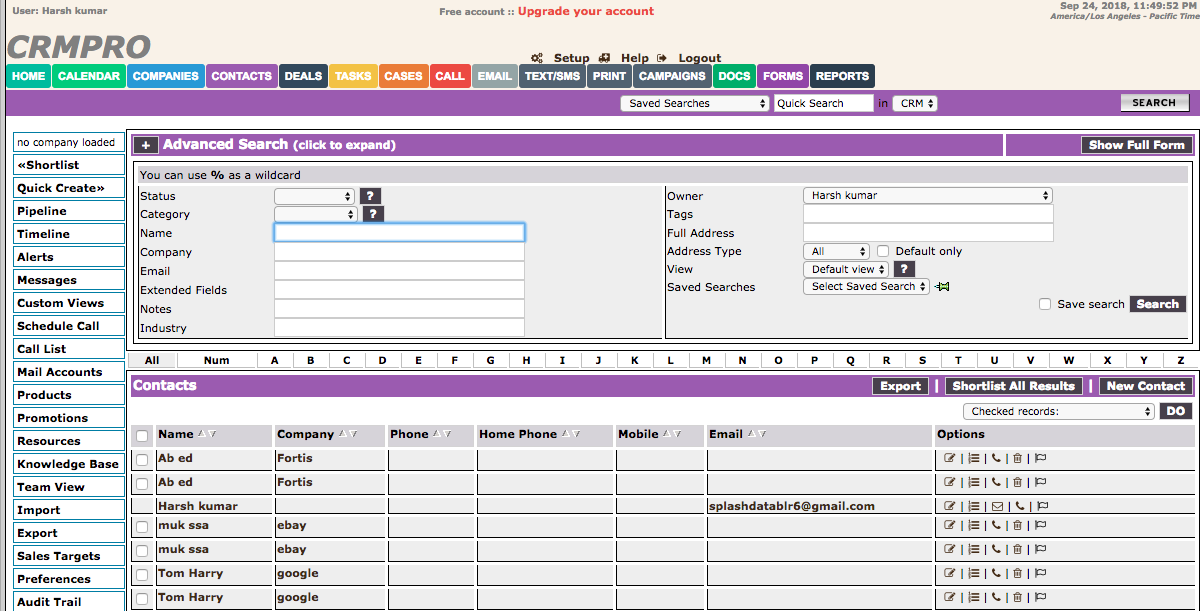 User: Harsh kumar
Free account :: Upgrade your account
Sep 24, 2018, 11:49:52 PM
America/Los Angeles - Pacific Time
CRMPRO
Setup Help Logout
HOME CALENDAR COMPANIES CONTACTS DEALS TASKS CASES CALL EMAIL TEXT/SMS PRINT CAMPAIGNS DOCS FORMS REPORTS
Saved Searches Quick Search in CRM SEARCH
no company loaded
«Shortlist
Quick Create»
Pipeline
Timeline
Alerts
Messages
Custom Views
Schedule Call
Call List
Mail Accounts
Products
Promotions
Resources
Knowledge Base
Team View
Import
Export
Sales Targets
Preferences
Audit Trail
+ Advanced Search (click to expand) Show Full Form
You can use % as a wildcard
Status ?
Category ?
Name
Company
Email
Extended Fields
Notes
Industry
Owner Harsh kumar
Tags
Full Address
Address Type All Default only
View Default view ?
Saved Searches Select Saved Search
Save search Search
All Num A B C D E F G H I J K L M N O P Q R S T U V W X Y Z
Contacts Export | Shortlist All Results | New Contact
Checked records: DO
Name Company Phone Home Phone Mobile Email Options
Ab ed Fortis
Ab ed Fortis
Harsh kumar splashdatablr6@gmail.com
muk ssa ebay
muk ssa ebay
Tom Harry google
Tom Harry google